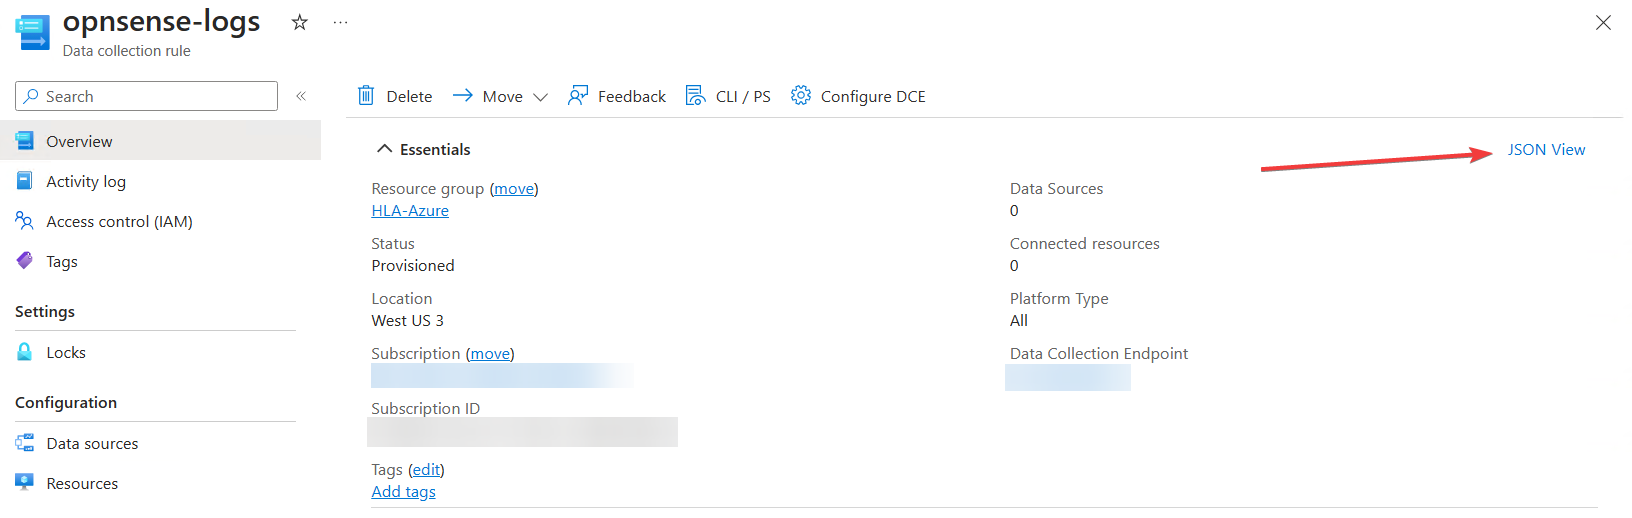 opnsense-logs
Data collection rule
Search
Overview
Activity log
Access control (IAM)
Tags
Settings
Locks
Configuration
Data sources
Resources
Delete
Move
Feedback
CLI / PS
Configure DCE
Essentials
JSON View
Resource group (move)
HLA-Azure
Status
Provisioned
Location
West US 3
Subscription (move)
Subscription ID
Tags (edit)
Add tags
Data Sources
0
Connected resources
0
Platform Type
All
Data Collection Endpoint